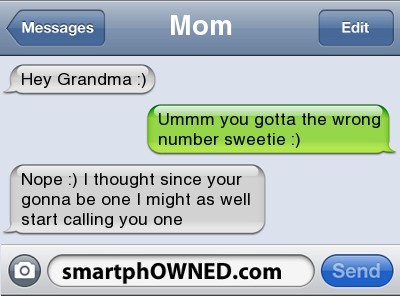 Messages
Mom
Edit
Hey Grandma :)
Ummm you gotta the wrong
number sweetie :)
Nope :) I thought since your
gonna be one I might as well
start calling you one
smartphOWNED.com
Send